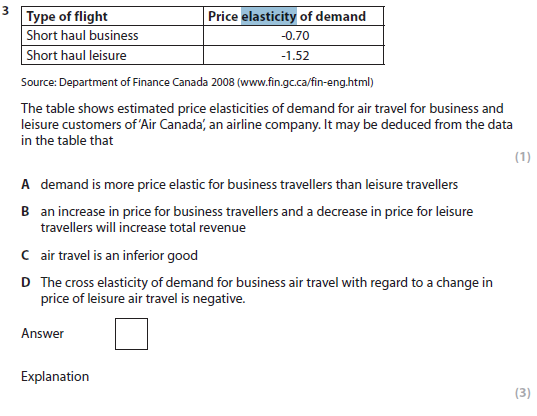 3
Type of flight Price elasticity of demand
Short haul business -0.70
Short haul leisure -1.52
Source: Department of Finance Canada 2008 (www.fin.gc.ca/fin-eng.html)
The table shows estimated price elasticities of demand for air travel for business and
leisure customers of ‘Air Canada’, an airline company. It may be deduced from the data
in the table that
(1)
A demand is more price elastic for business travellers than leisure travellers
B an increase in price for business travellers and a decrease in price for leisure
travellers will increase total revenue
C air travel is an inferior good
D The cross elasticity of demand for business air travel with regard to a change in
price of leisure air travel is negative.
Answer
Explanation
(3)